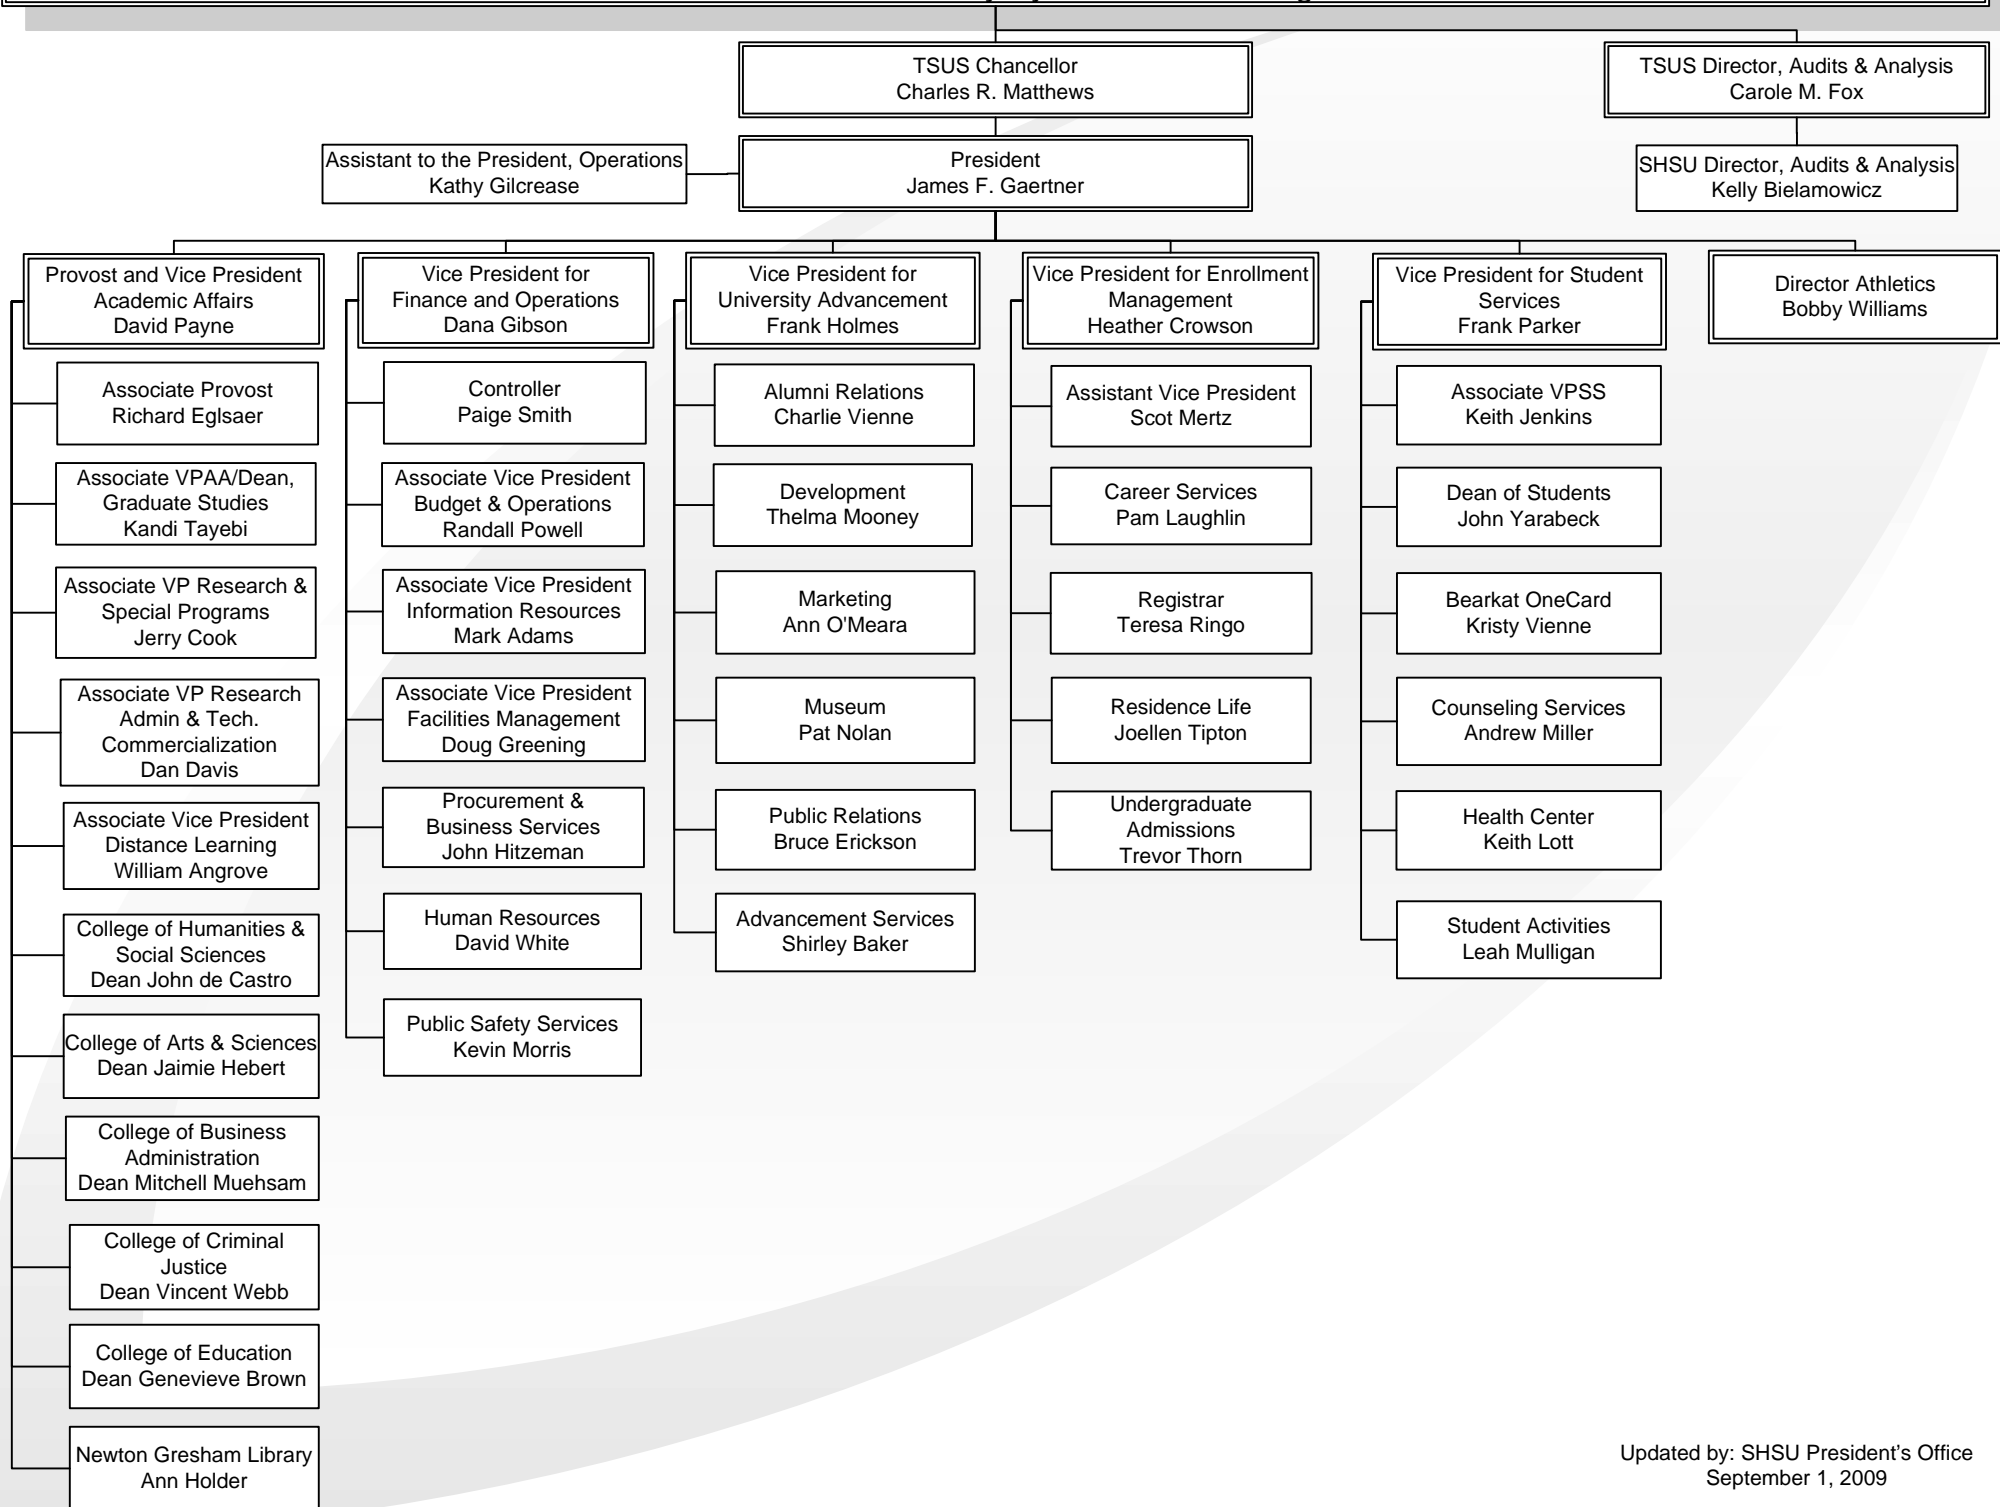 TSUS Chancellor
Charles R. Matthews
TSUS Director, Audits & Analysis
Carole M. Fox
Assistant to the President, Operations
Kathy Gilcrease
President
James F. Gaertner
SHSU Director, Audits & Analysis
Kelly Bielamowicz
Provost and Vice President
Academic Affairs
David Payne
Vice President for
Finance and Operations
Dana Gibson
Vice President for
University Advancement
Frank Holmes
Vice President for Enrollment
Management
Heather Crowson
Vice President for Student
Services
Frank Parker
Director Athletics
Bobby Williams
Associate Provost
Richard Eglsaer
Associate VPAA/Dean,
Graduate Studies
Kandi Tayebi
Associate VP Research &
Special Programs
Jerry Cook
Associate VP Research
Admin & Tech.
Commercialization
Dan Davis
Associate Vice President
Distance Learning
William Angrove
College of Humanities &
Social Sciences
Dean John de Castro
College of Arts & Sciences
Dean Jaimie Hebert
College of Business
Administration
Dean Mitchell Muehsam
College of Criminal
Justice
Dean Vincent Webb
College of Education
Dean Genevieve Brown
Newton Gresham Library
Ann Holder
Controller
Paige Smith
Associate Vice President
Budget & Operations
Randall Powell
Associate Vice President
Information Resources
Mark Adams
Associate Vice President
Facilities Management
Doug Greening
Procurement &
Business Services
John Hitzeman
Human Resources
David White
Public Safety Services
Kevin Morris
Alumni Relations
Charlie Vienne
Development
Thelma Mooney
Marketing
Ann O'Meara
Museum
Pat Nolan
Public Relations
Bruce Erickson
Advancement Services
Shirley Baker
Assistant Vice President
Scot Mertz
Career Services
Pam Laughlin
Registrar
Teresa Ringo
Residence Life
Joellen Tipton
Undergraduate
Admissions
Trevor Thorn
Associate VPSS
Keith Jenkins
Dean of Students
John Yarabeck
Bearkat OneCard
Kristy Vienne
Counseling Services
Andrew Miller
Health Center
Keith Lott
Student Activities
Leah Mulligan
Updated by: SHSU President’s Office
September 1, 2009